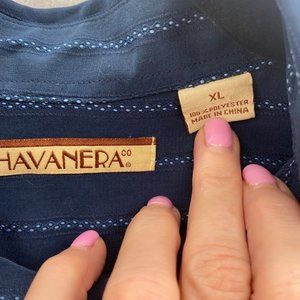 HAVANERA CO
®
XL
100% POLYESTER
MADE IN CHINA